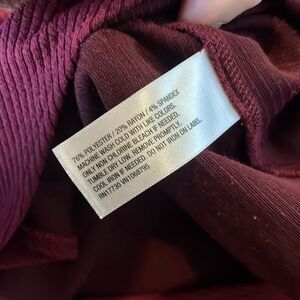 76% POLYESTER / 20% RAYON / 4% SPANDEX
MACHINE WASH COLD WITH LIKE COLORS.
ONLY NON CHLORINE BLEACH IF NEEDED.
TUMBLE DRY LOW. REMOVE PROMPTLY.
COOL IRON IF NEEDED. DO NOT IRON ON LABEL.
RN17730 VN1068795